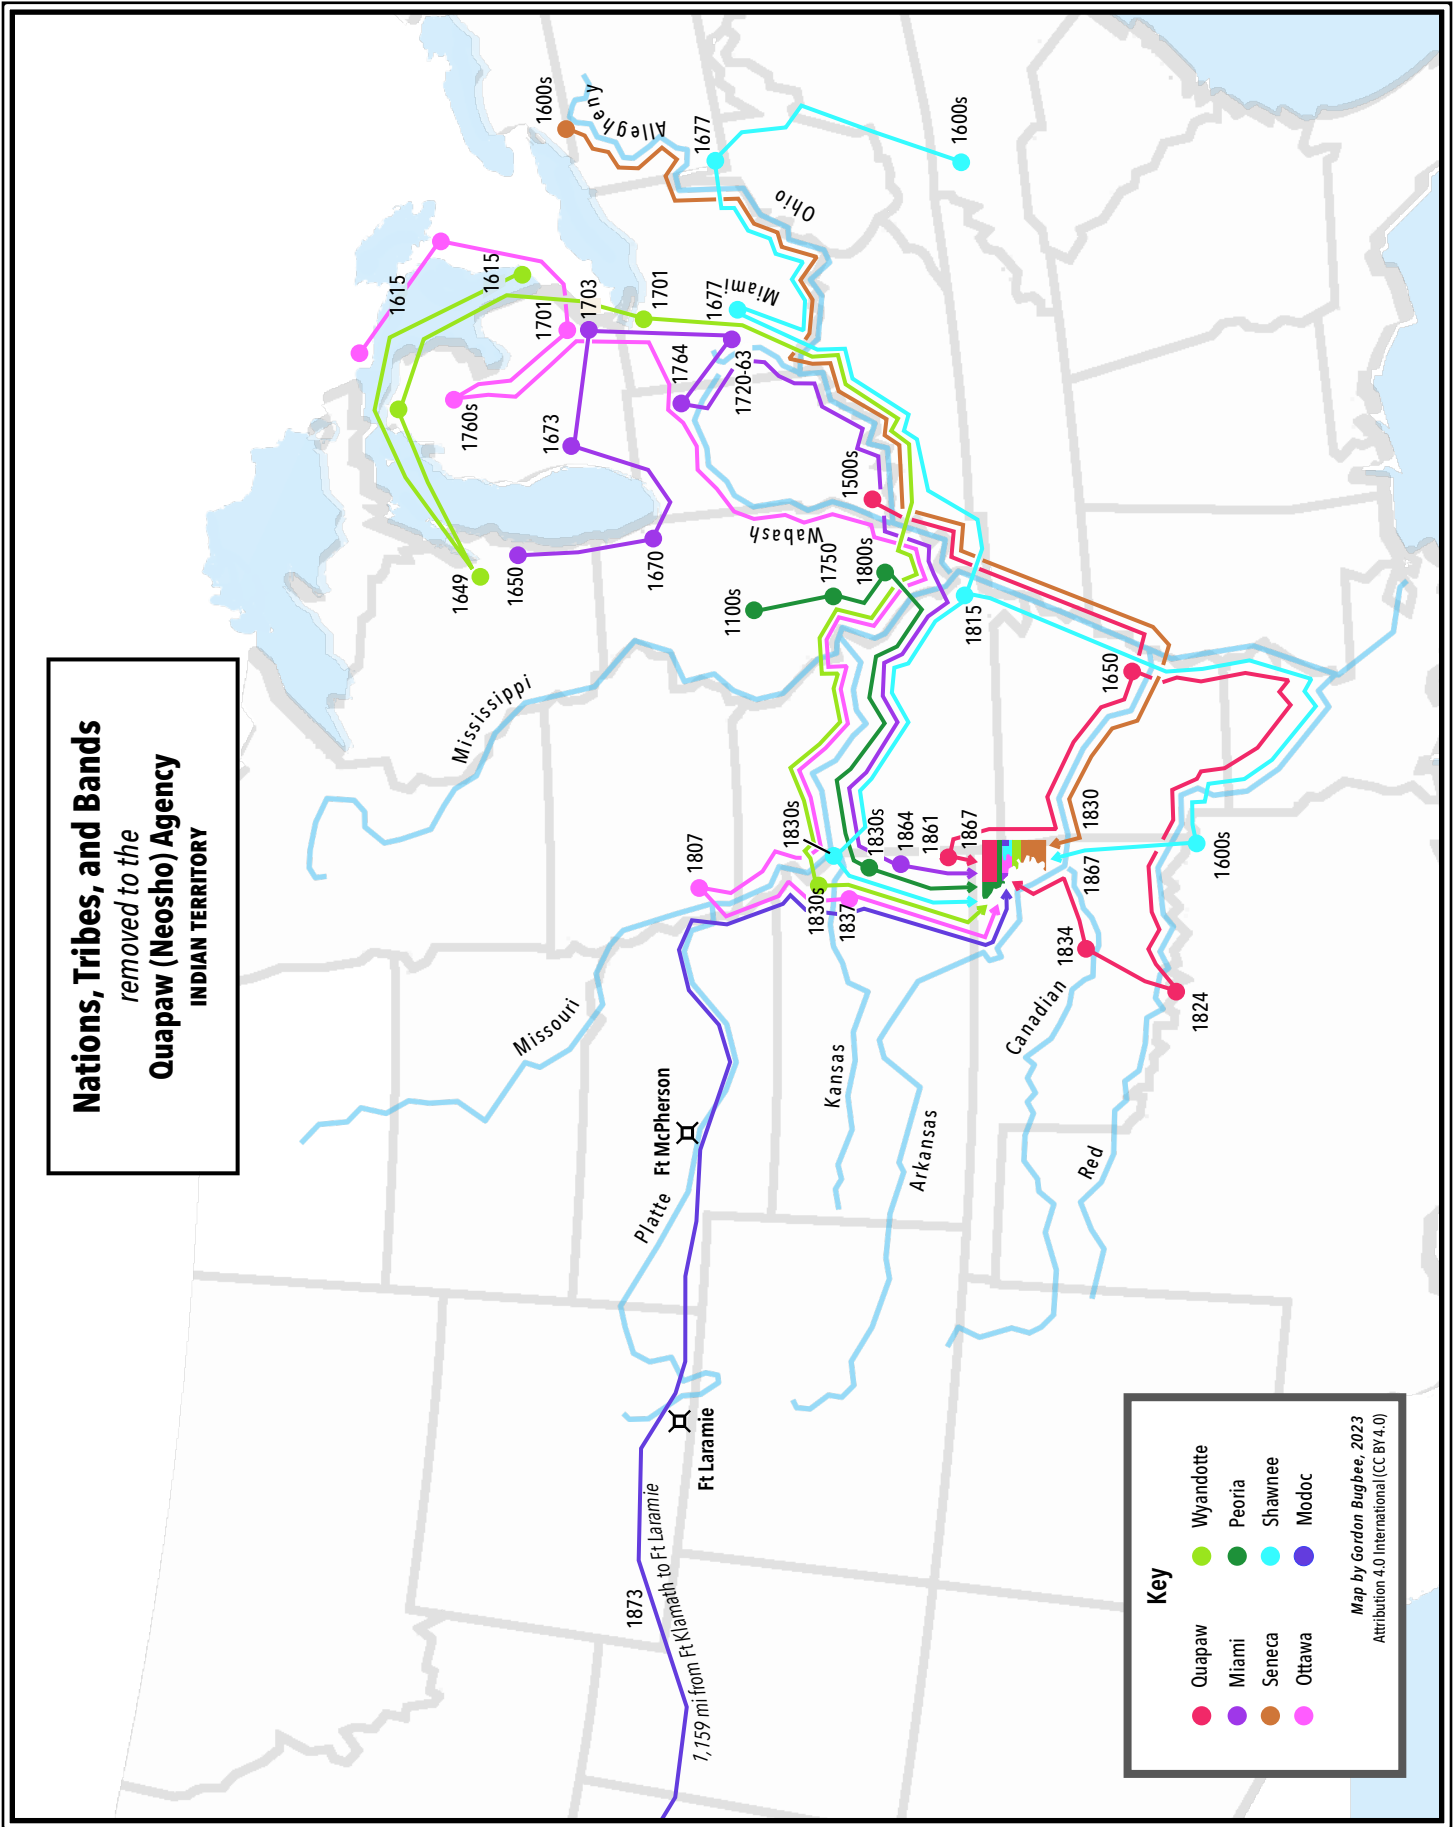 Nations, Tribes, and Bands
removed to the
Quapaw (Neosho) Agency
INDIAN TERRITORY
1873
1,159 mi from Ft Klamath to Ft Laramie
Ft Laramie
Ft McPherson
Platte
Missouri
Mississippi
Kansas
Arkansas
Canadian
Red
Wabash
Miami
Ohio
Allegheny
1649
1650
1670
1673
1615
1615
1701
1703
1701
1760s
1764
1720-63
1677
1677
1600s
1600s
1500s
1100s
1750
1800s
1815
1650
1807
1830s
1830s
1830s
1837
1864
1861
1867
1830
1867
1834
1824
1600s
Key
Quapaw
Wyandotte
Miami
Peoria
Seneca
Shawnee
Ottawa
Modoc
Map by Gordon Bugbee, 2023
Attribution 4.0 International (CC BY 4.0)